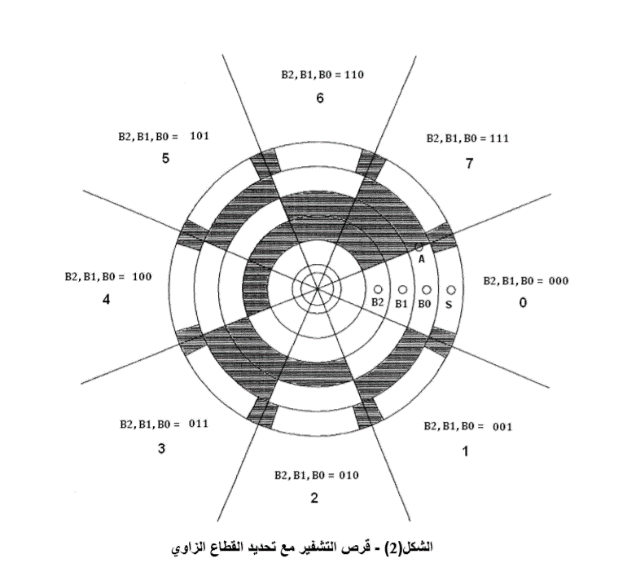 B2,B1,B0 = 110
6
B2,B1,B0 = 101
5
B2,B1,B0 = 111
7
A
B2,B1,B0 = 100
4
B2 B1 B0 S
B2,B1,B0 = 000
0
B2,B1,B0 = 011
3
B2,B1,B0 = 001
1
B2,B1,B0 = 010
2
الشكل(2) - قرص التشفير مع تحديد القطاع الزاوي